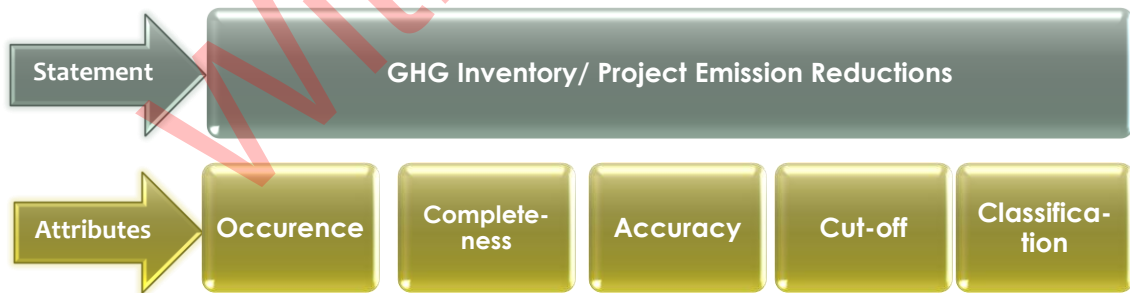 Statement
GHG Inventory/ Project Emission Reductions
Attributes
Occurence
Complete-
ness
Accuracy
Cut-off
Classifica-
tion